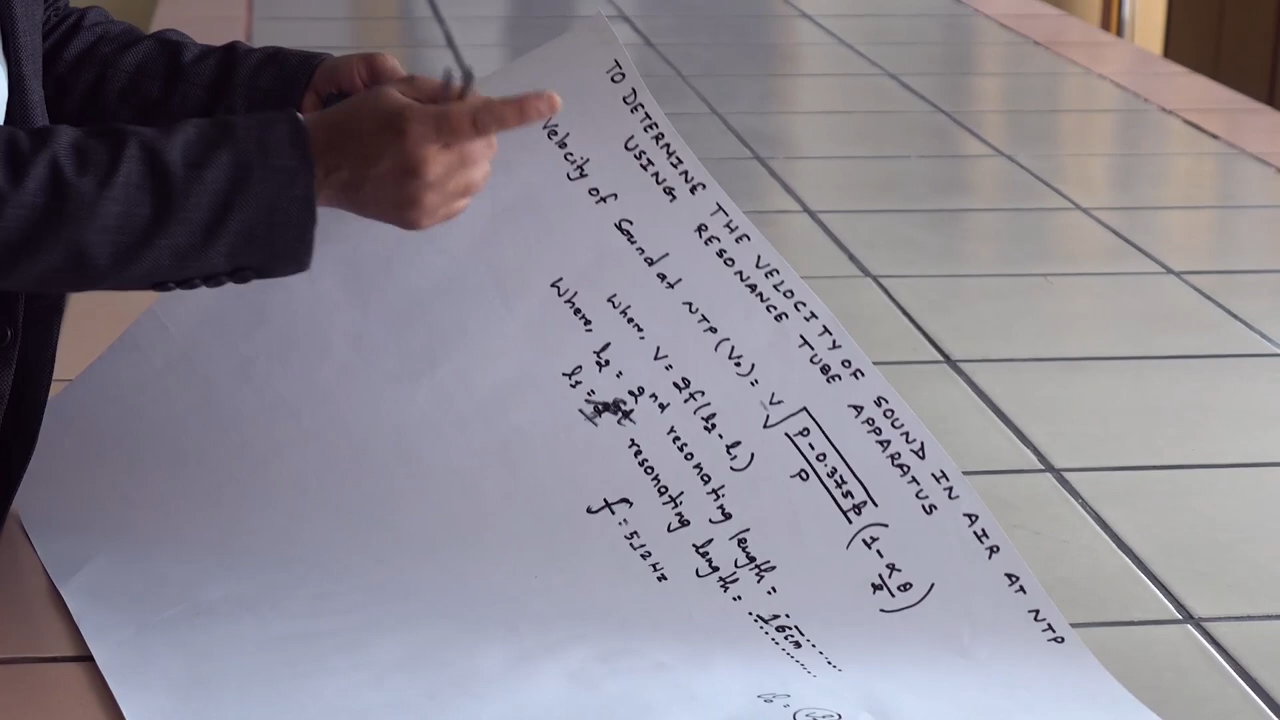 TO DETERMINE THE VELOCITY OF SOUND IN AIR AT NTP
USING RESONANCE TUBE APPARATUS
Velocity of Sound at NTP (V₀) = V √((P-0.375p)/P) (1 - αθ/2)
Where, V = 2f(l2-l1)
Where, l2 = 2nd resonating length = ..........
l1 = 1st resonating length = 16cm
f = 512Hz